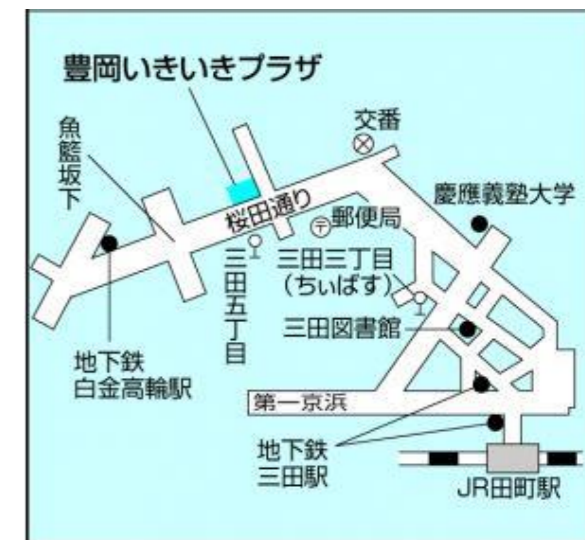 豊岡いきいきプラザ
交番
魚籃坂下
慶應義塾大学
桜田通り
〒郵便局
三田五丁目
三田三丁目
(ちぃばす)
三田図書館
地下鉄
白金高輪駅
第一京浜
地下鉄
三田駅
JR田町駅